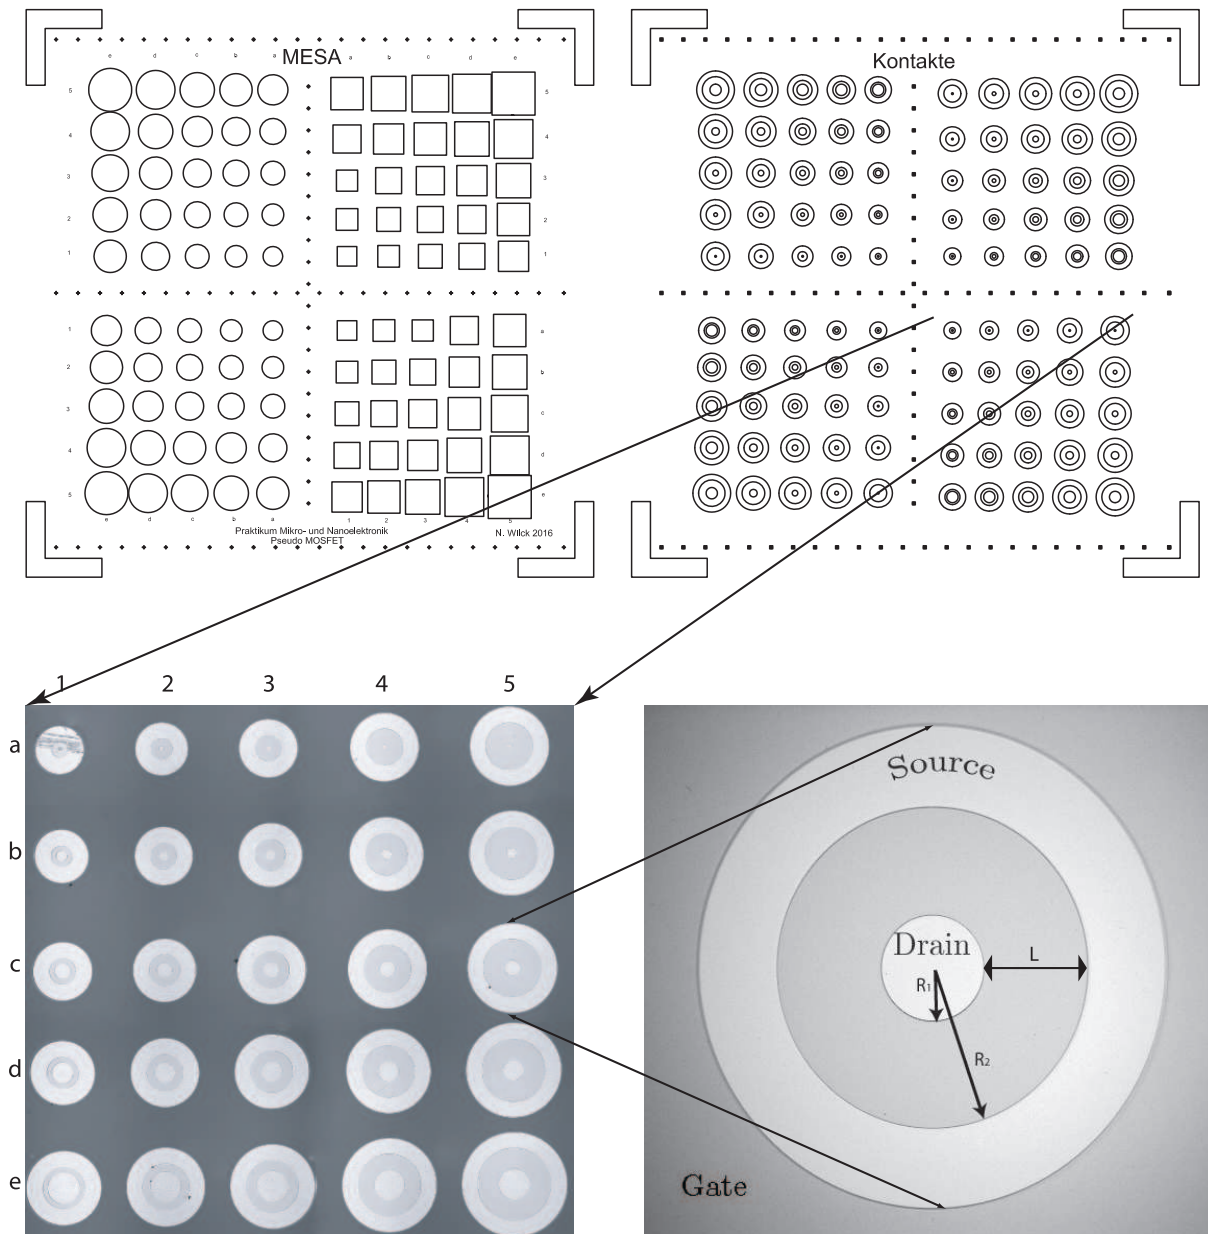 MESA
e d c b a
a b c d e
5
4
3
2
1
5
4
3
2
1
1
2
3
4
5
a
b
c
d
e
e d c b a
1 2 3 4 5
Praktikum Mikro- und Nanoelektronik
Pseudo MOSFET
N. Wilck 2016
Kontakte
1 2 3 4 5
a
b
c
d
e
Source
Drain
L
R1
R2
Gate